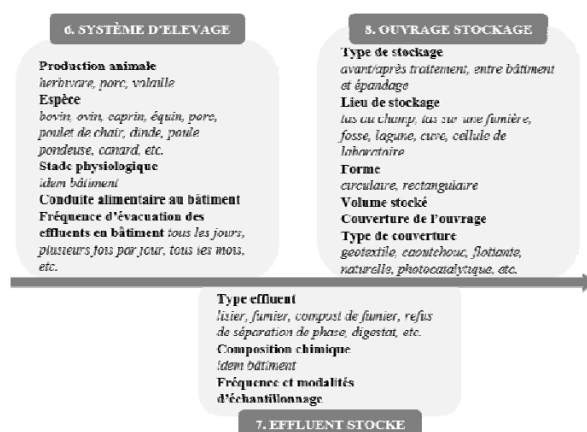 6. SYSTÈME D'ELEVAGE
Production animale
herbivore, porc, volaille
Espèce
bovin, ovin, caprin, équin, porc,
poulet de chair, dinde, poule
pondeuse, canard, etc.
Stade physiologique
idem bâtiment
Conduite alimentaire au bâtiment
Fréquence d'évacuation des
effluents en bâtiment tous les jours,
plusieurs fois par jour, tous les mois,
etc.
8. OUVRAGE STOCKAGE
Type de stockage
avant/après traitement, entre bâtiment
et épandage
Lieu de stockage
tas au champ, tas sur une fumière,
fosse, lagune, cuve, cellule de
laboratoire
Forme
circulaire, rectangulaire
Volume stocké
Couverture de l'ouvrage
Type de couverture
geotextile, caoutchouc, flottante,
naturelle, photocatalytique, etc.
Type effluent
lisier, fumier, compost de fumier, refus
de séparation de phase, digestat, etc.
Composition chimique
idem bâtiment
Fréquence et modalités
d'échantillonnage
7. EFFLUENT STOCKE